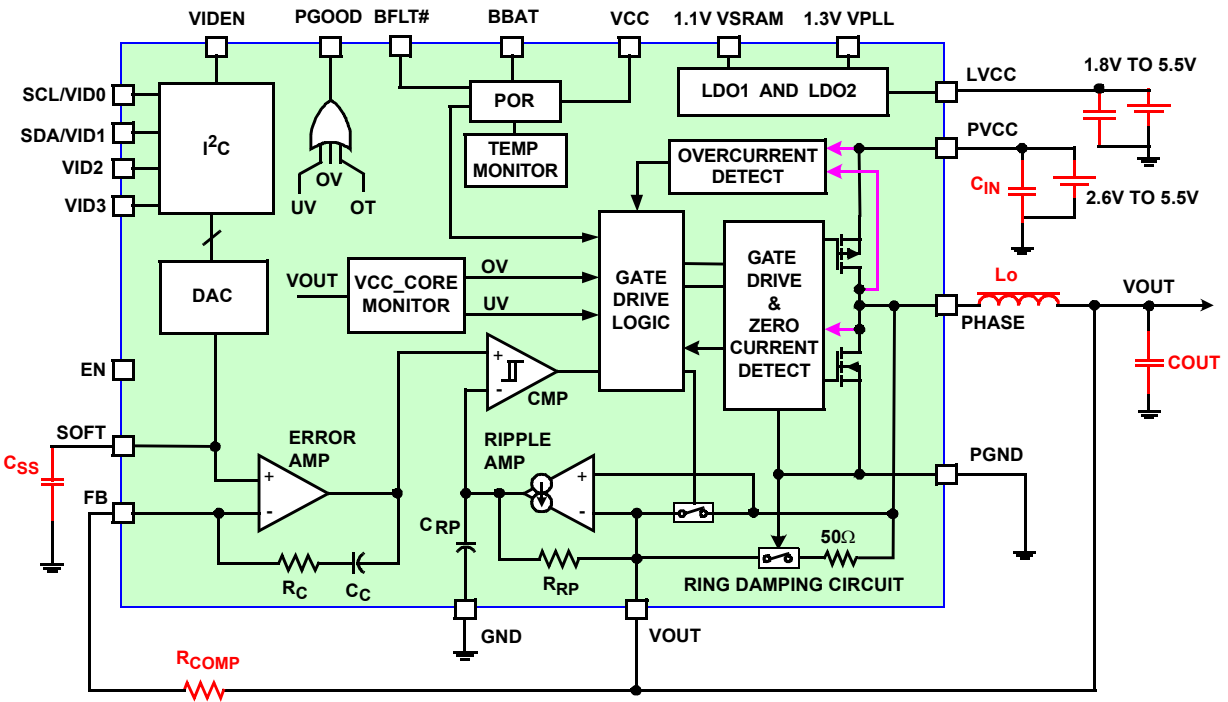 VIDEN
PGOOD
BFLT#
BBAT
VCC
1.1V VSRAM
1.3V VPLL
SCL/VID0
SDA/VID1
VID2
VID3
I2C
OV
UV
OT
POR
TEMP
MONITOR
LDO1 AND LDO2
LVCC
1.8V TO 5.5V
PVCC
OVERCURRENT
DETECT
CIN
2.6V TO 5.5V
DAC
VOUT
VCC_CORE
MONITOR
OV
UV
GATE
DRIVE
LOGIC
GATE
DRIVE
&
ZERO
CURRENT
DETECT
Lo
PHASE
VOUT
COUT
EN
+
-
CMP
SOFT
CSS
FB
ERROR
AMP
+
-
RC
CC
RIPPLE
AMP
+
-
CRP
RRP
50Ω
RING DAMPING CIRCUIT
PGND
GND
VOUT
RCOMP